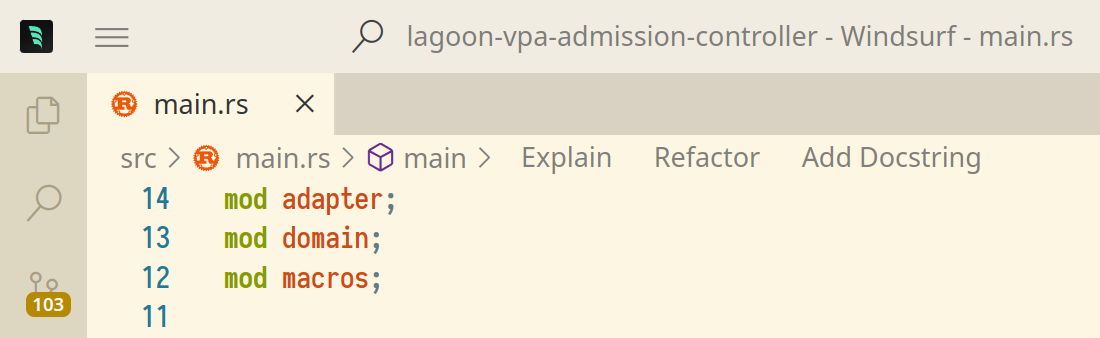 lagoon-vpa-admission-controller - Windsurf - main.rs
main.rs
src > main.rs > main > Explain Refactor Add Docstring
14 mod adapter;
13 mod domain;
12 mod macros;
11
103